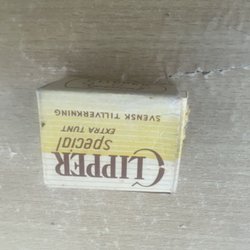 CLIPPER
Special
EXTRA TUNT
SVENSK TILLVERKNING